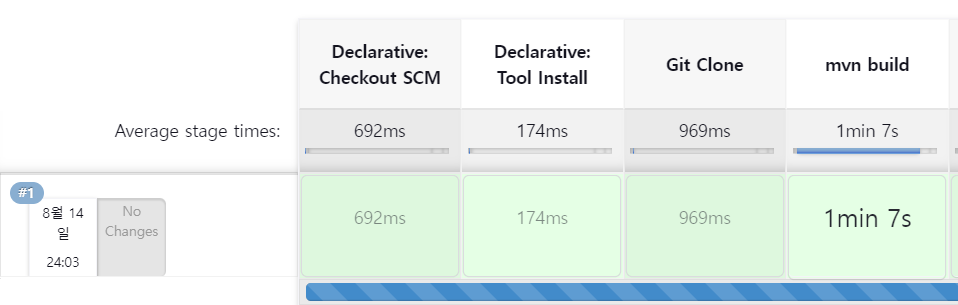 Declarative: Checkout SCM
Declarative: Tool Install
Git Clone
mvn build
Average stage times:
692ms
174ms
969ms
1min 7s
#1
8월 14
일
24:03
No
Changes
692ms
174ms
969ms
1min 7s